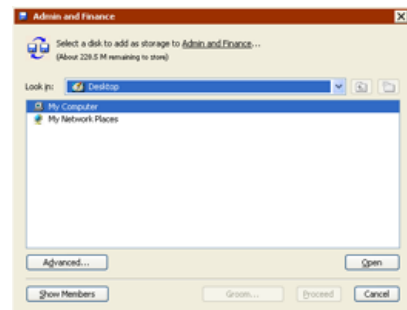 Admin and Finance
Select a disk to add as storage to Admin and Finance...
(About 228.5 M remaining to store)
Look in: Desktop
My Computer
My Network Places
Advanced... Open
Show Members Groom... Proceed Cancel